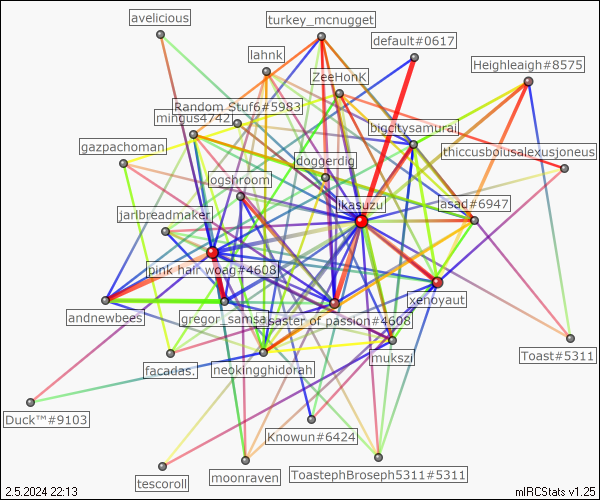 avelicious
turkey_mcnugget
default#0617
lahnk
Heighleaigh#8575
ZeeHonk
Random Stuf6#5983
mingus4742
bigcitysamurai
gazpachoman
thiccusbolusalexusjoneus
doggerdig
ogshroom
ikasuzu
asad#6947
jarlbreadmaker
pink hair woag#4608
xenoyaut
andnewbees
gregor_samsa
saster of passion#4608
mukszi
Toast#5311
facadas.
neokingghidorah
Duck™#9103
Knowun#6424
tescoroll
moonraven
ToastephBroseph5311#5311
2.5.2024 22:13
mIRCStats v1.25